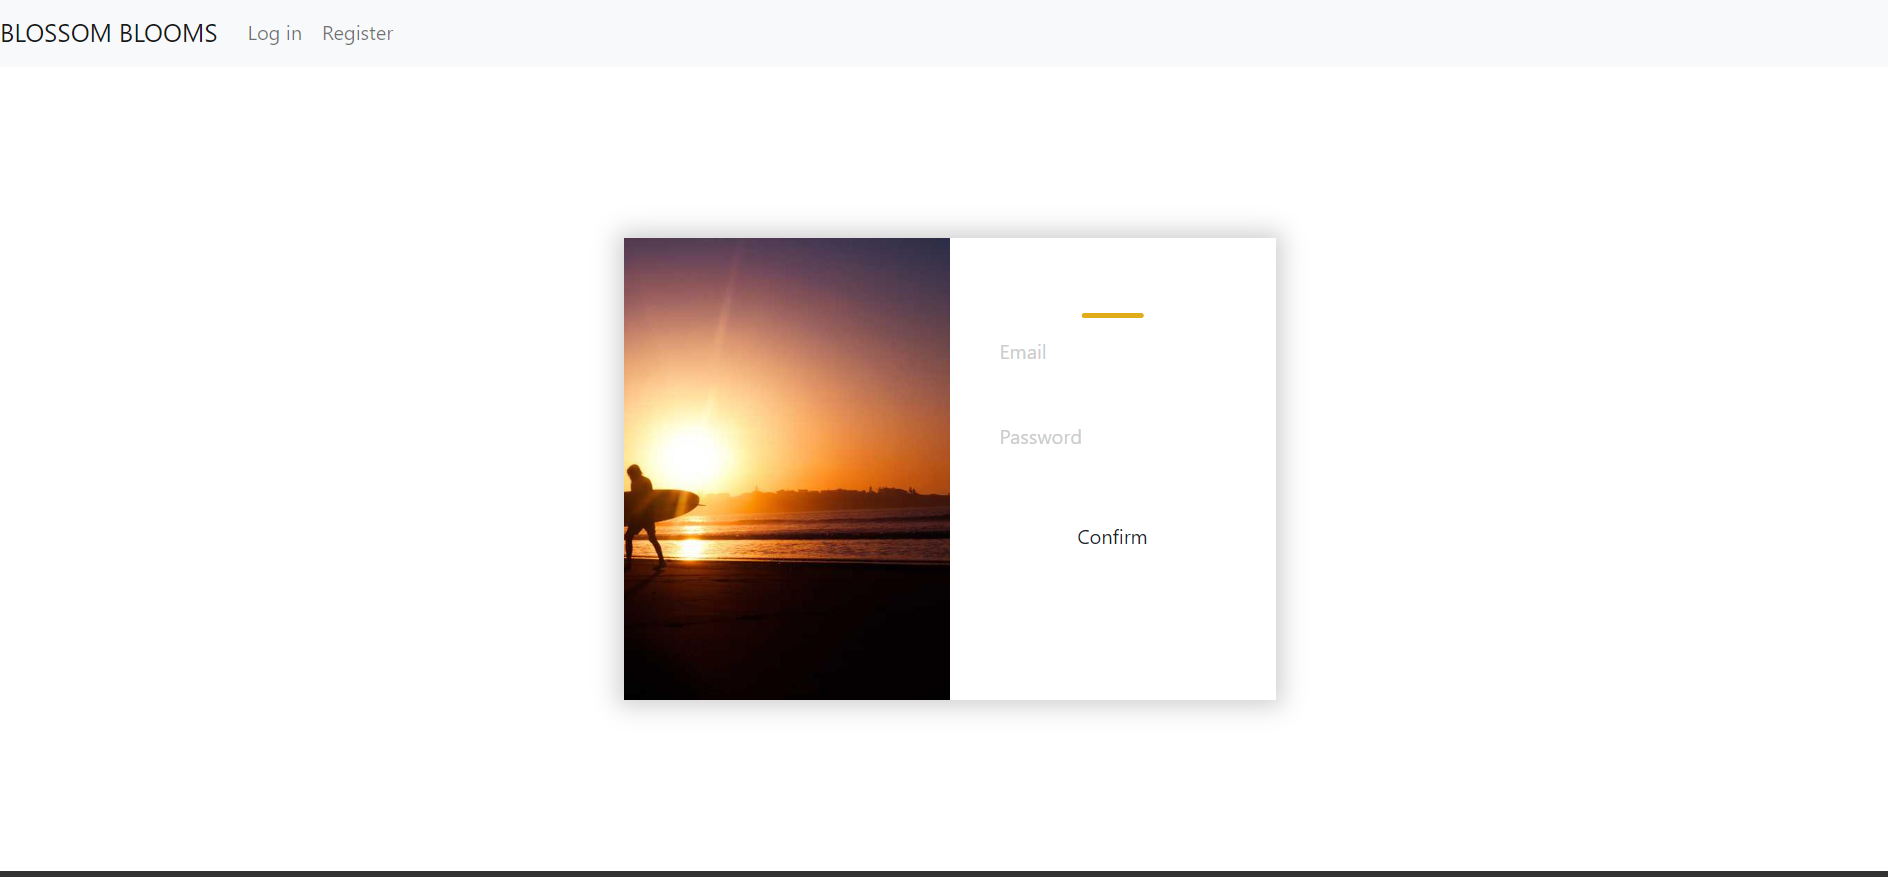 BLOSSOM BLOOMS Log in Register
Email
Password
Confirm